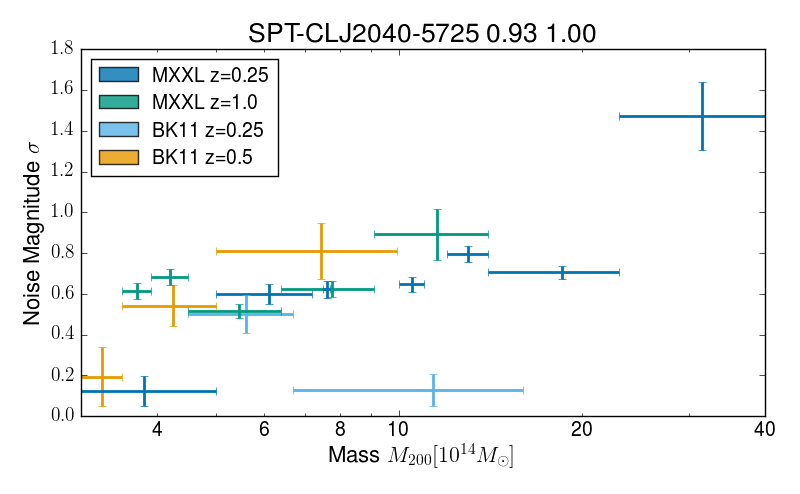 SPT-CLJ2040-5725 0.93 1.00
1.8
1.6
1.4
1.2
1.0
0.8
0.6
0.4
0.2
0.0
Noise Magnitude σ
MXXL z=0.25
MXXL z=1.0
BK11 z=0.25
BK11 z=0.5
4 6 8 10 20 40
Mass M₂₀₀[10¹⁴M☉]